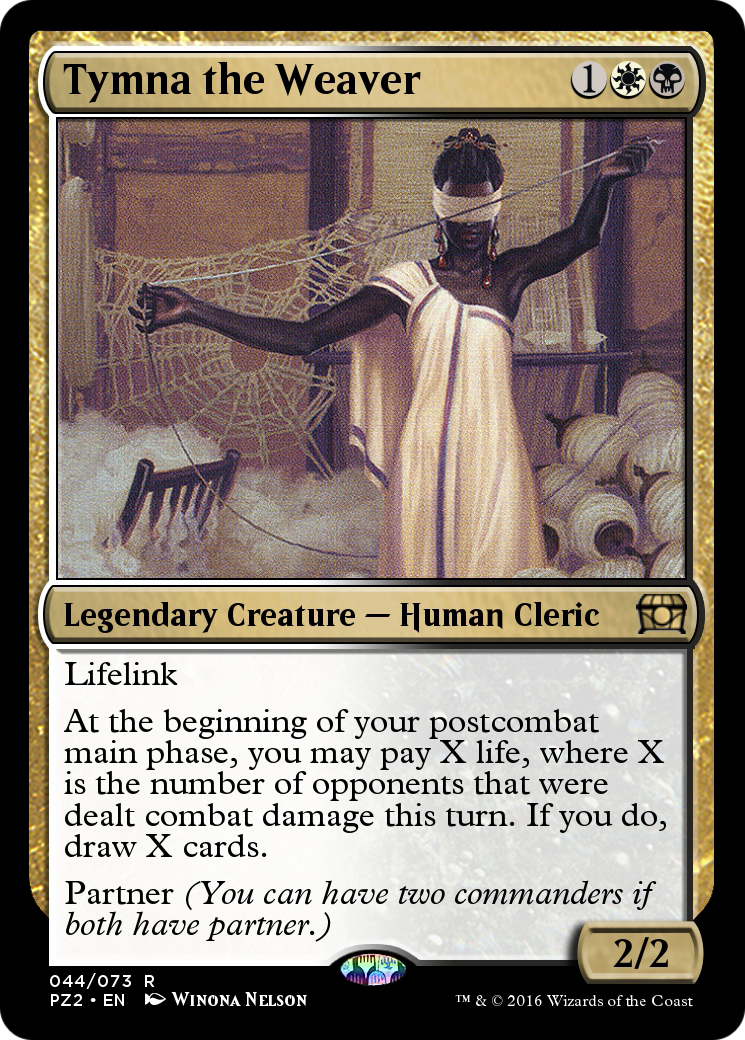 Tymna the Weaver 1
Legendary Creature — Human Cleric
Lifelink
At the beginning of your postcombat
main phase, you may pay X life, where X
is the number of opponents that were
dealt combat damage this turn. If you do,
draw X cards.
Partner (You can have two commanders if
both have partner.)
2/2
044/073 R
PZ2 • EN Winona Nelson
™ & © 2016 Wizards of the Coast